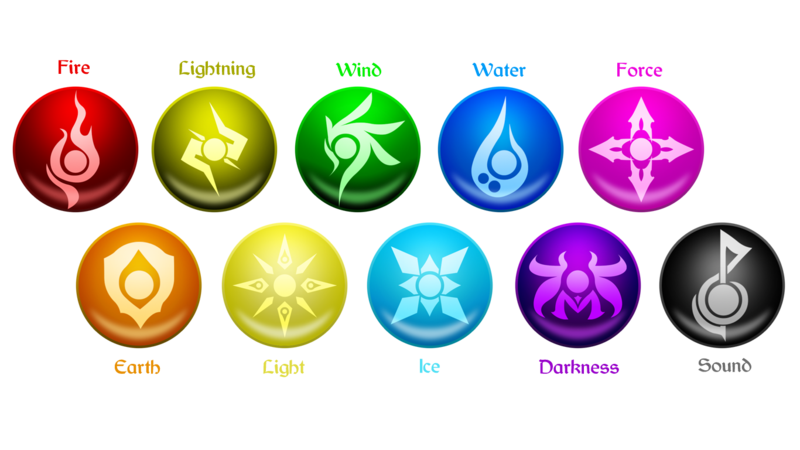 Fire
Lightning
Wind
Water
Force
Earth
Light
Ice
Darkness
Sound